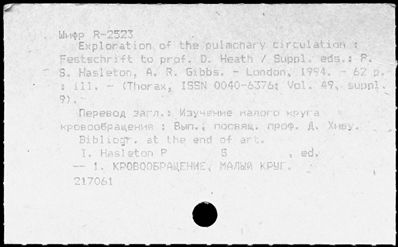 Шифр R-2523
Exploration of the pulmonary circulation :
Festschrift to prof. D. Heath / Suppl. eds.: P.
S. Hasleton, A. R. Gibbs. - London, 1994. - 62 p.
: ill. - (Thorax, ISSN 0040-6376; Vol. 49, suppl.
9).
Перевод загл.: Изучение малого круга
кровообращения : Вып., посвящ. проф. Д. Хиву.
Bibliogr. at the end of art.
I. Hasleton P S , ed.
-- 1. КРОВООБРАЩЕНИЕ, МАЛЫЙ КРУГ.
217061